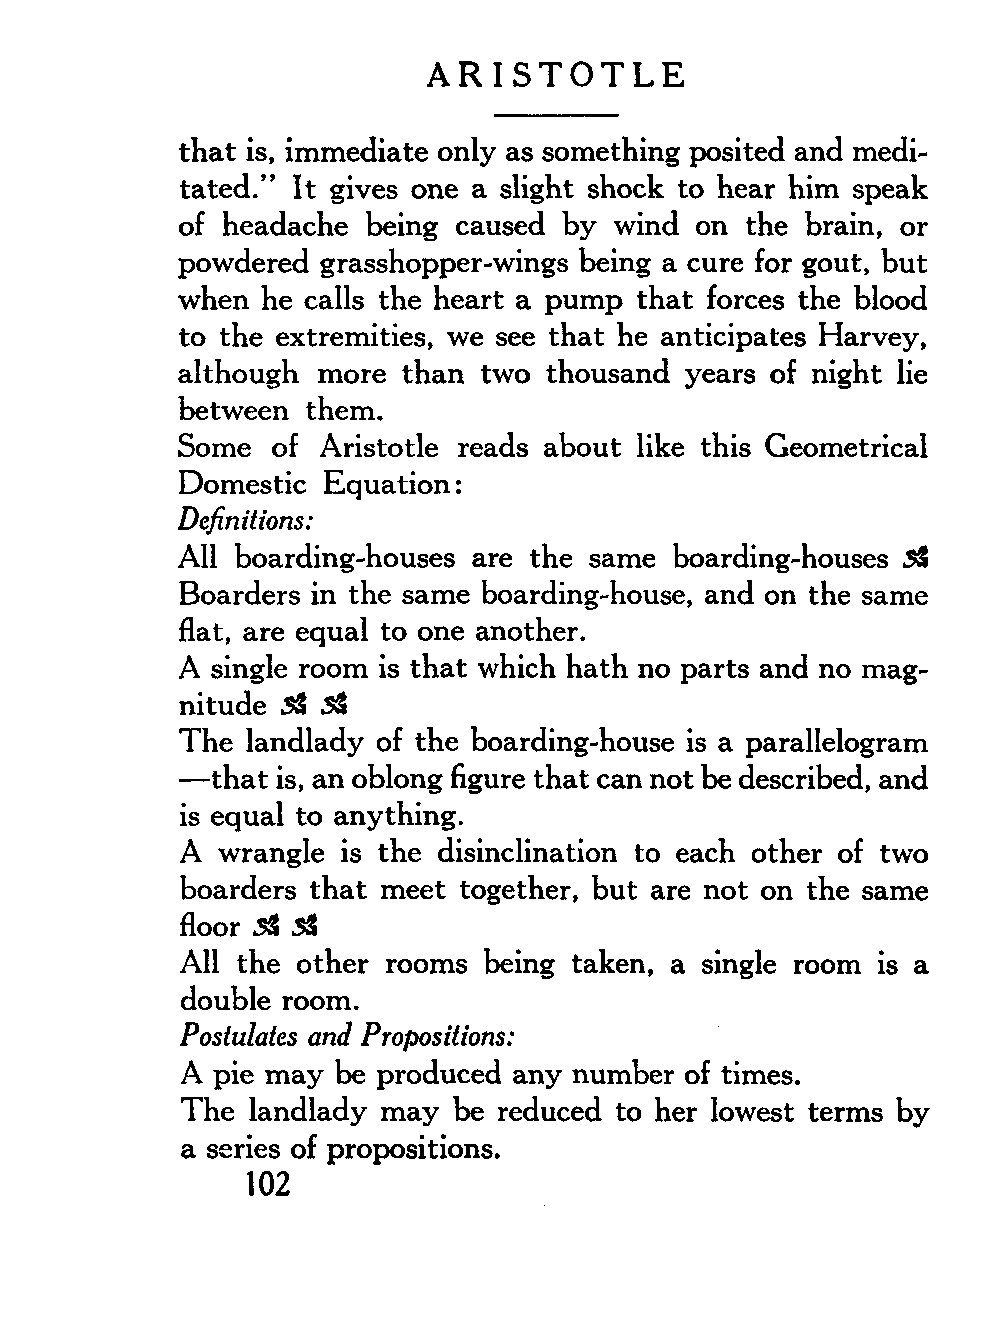 ARISTOTLE
that is, immediate only as something posited and medi-
tated.” It gives one a slight shock to hear him speak
of headache being caused by wind on the brain, or
powdered grasshopper-wings being a cure for gout, but
when he calls the heart a pump that forces the blood
to the extremities, we see that he anticipates Harvey,
although more than two thousand years of night lie
between them.
Some of Aristotle reads about like this Geometrical
Domestic Equation:
Definitions:
All boarding-houses are the same boarding-houses
Boarders in the same boarding-house, and on the same
flat, are equal to one another.
A single room is that which hath no parts and no mag-
nitude
The landlady of the boarding-house is a parallelogram
—that is, an oblong figure that can not be described, and
is equal to anything.
A wrangle is the disinclination to each other of two
boarders that meet together, but are not on the same
floor
All the other rooms being taken, a single room is a
double room.
Postulates and Propositions:
A pie may be produced any number of times.
The landlady may be reduced to her lowest terms by
a series of propositions.
102